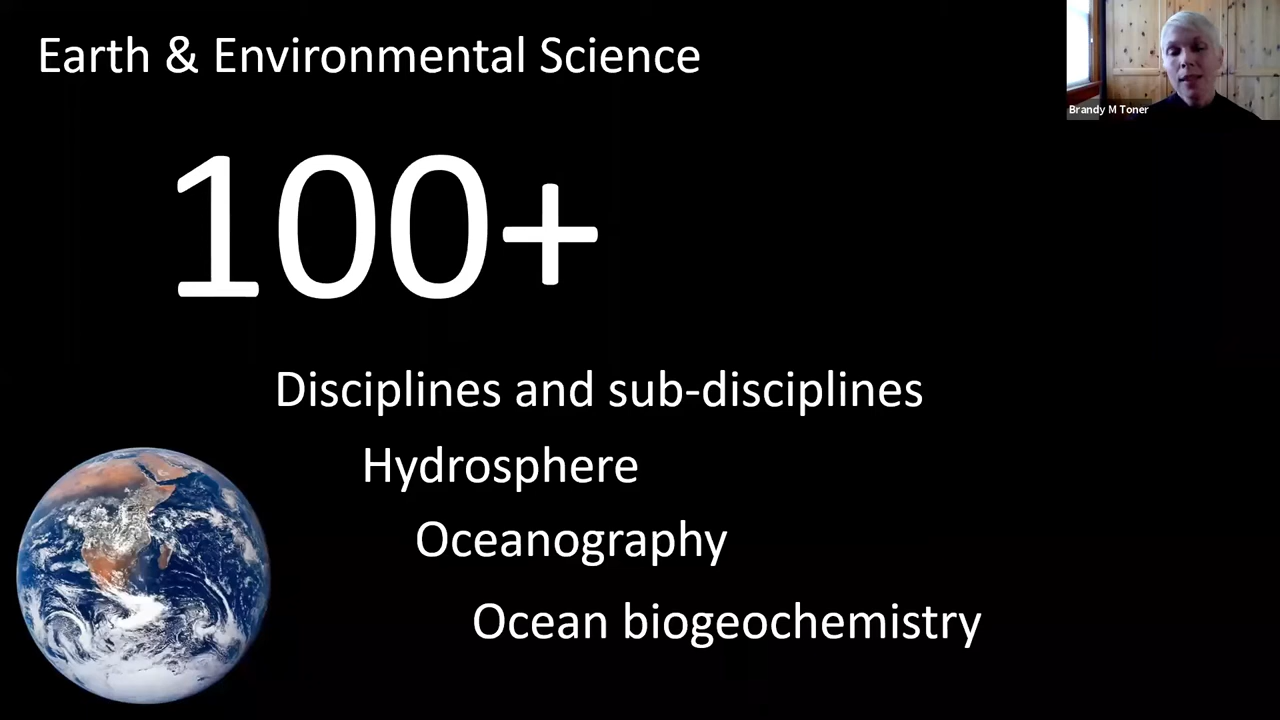 Earth & Environmental Science
Brandy M Toner
100+
Disciplines and sub-disciplines
Hydrosphere
Oceanography
Ocean biogeochemistry